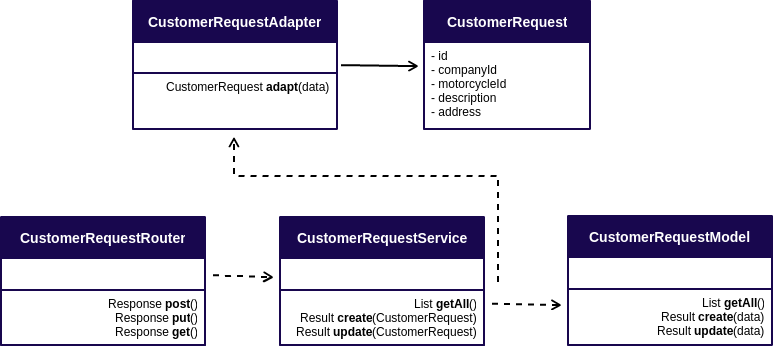 CustomerRequestAdapter
CustomerRequest adapt(data)
CustomerRequest
- id
- companyId
- motorcycleId
- description
- address
CustomerRequestRouter
Response post()
Response put()
Response get()
CustomerRequestService
List getAll()
Result create(CustomerRequest)
Result update(CustomerRequest)
CustomerRequestModel
List getAll()
Result create(data)
Result update(data)